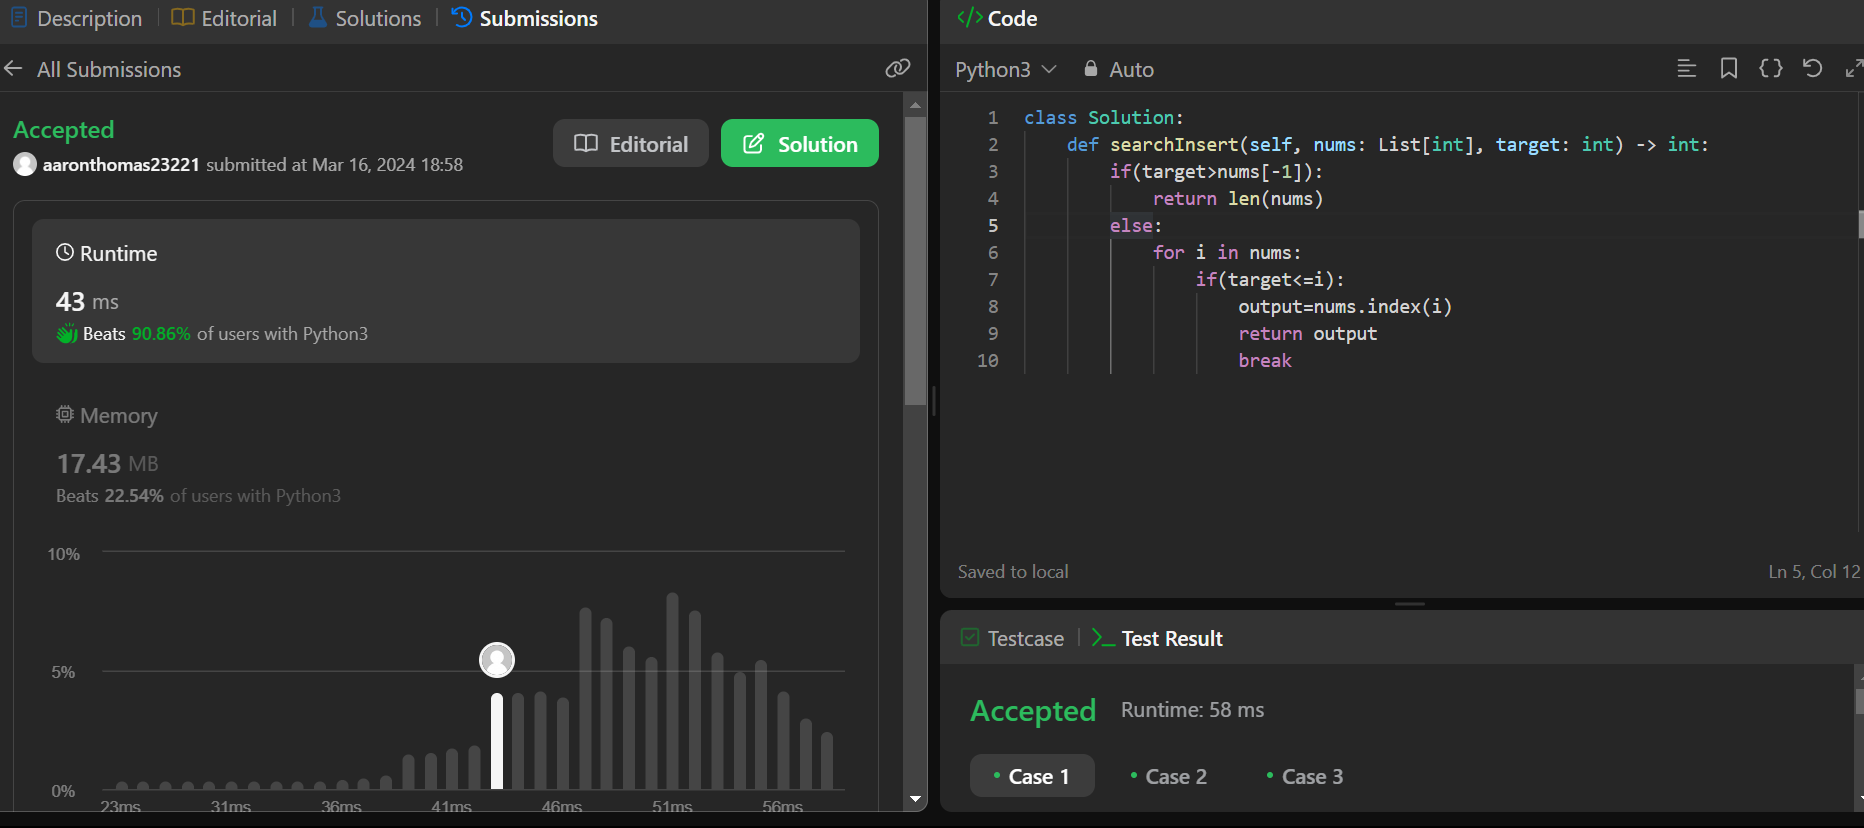 Description Editorial Solutions Submissions
All Submissions
Accepted
aaronthomas23221 submitted at Mar 16, 2024 18:58
Editorial
Solution
Runtime
43 ms
Beats 90.86% of users with Python3
Memory
17.43 MB
Beats 22.54% of users with Python3
10%
5%
0%
23ms 31ms 36ms 41ms 46ms 51ms 56ms
</> Code
Python3 Auto
1 class Solution:
2 def searchInsert(self, nums: List[int], target: int) -> int:
3 if(target>nums[-1]):
4 return len(nums)
5 else:
6 for i in nums:
7 if(target<=i):
8 output=nums.index(i)
9 return output
10 break
Saved to local Ln 5, Col 12
Testcase Test Result
Accepted Runtime: 58 ms
Case 1 Case 2 Case 3